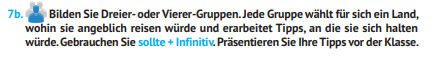 7b. Bilden Sie Dreier- oder Vierer-Gruppen. Jede Gruppe wählt für sich ein Land,
wohin sie angeblich reisen würde und erarbeitet Tipps, an die sie sich halten
würde. Gebrauchen Sie sollte + Infinitiv. Präsentieren Sie Ihre Tipps vor der Klasse.